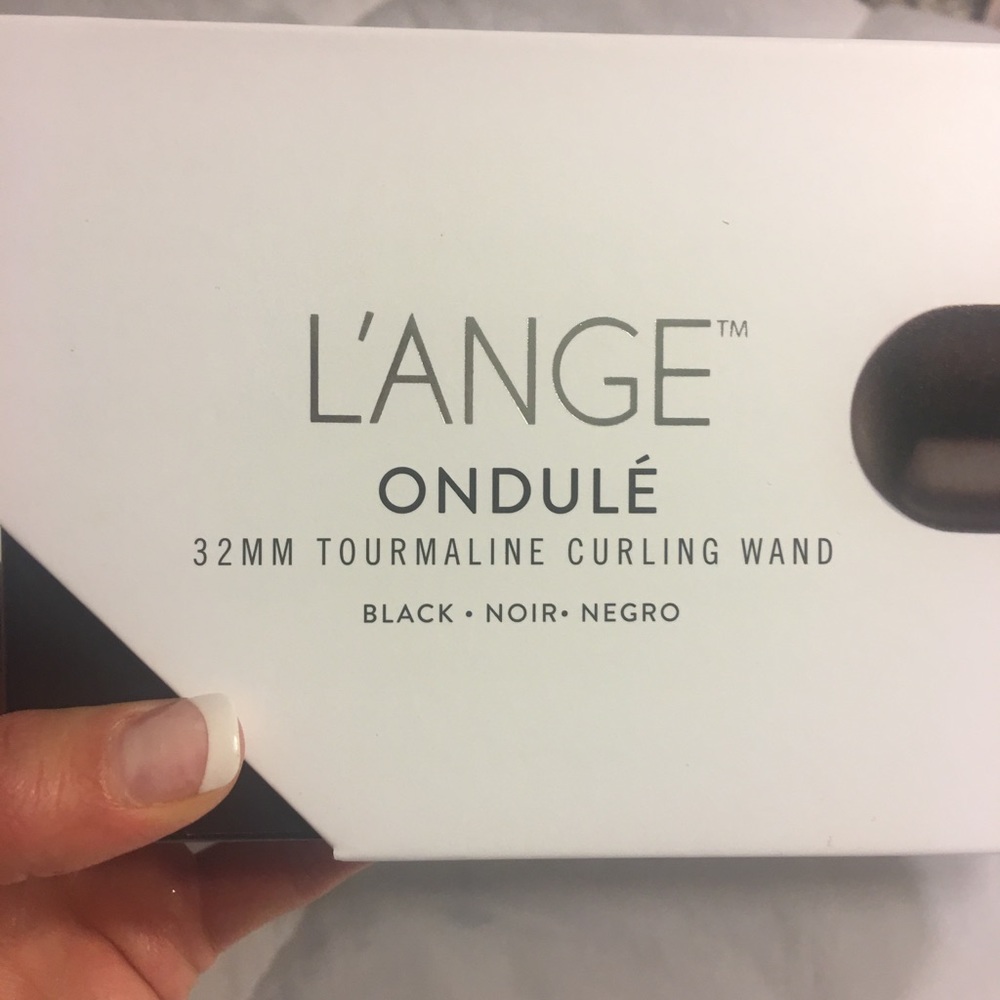 L'ANGE™
ONDULÉ
32MM TOURMALINE CURLING WAND
BLACK • NOIR• NEGRO